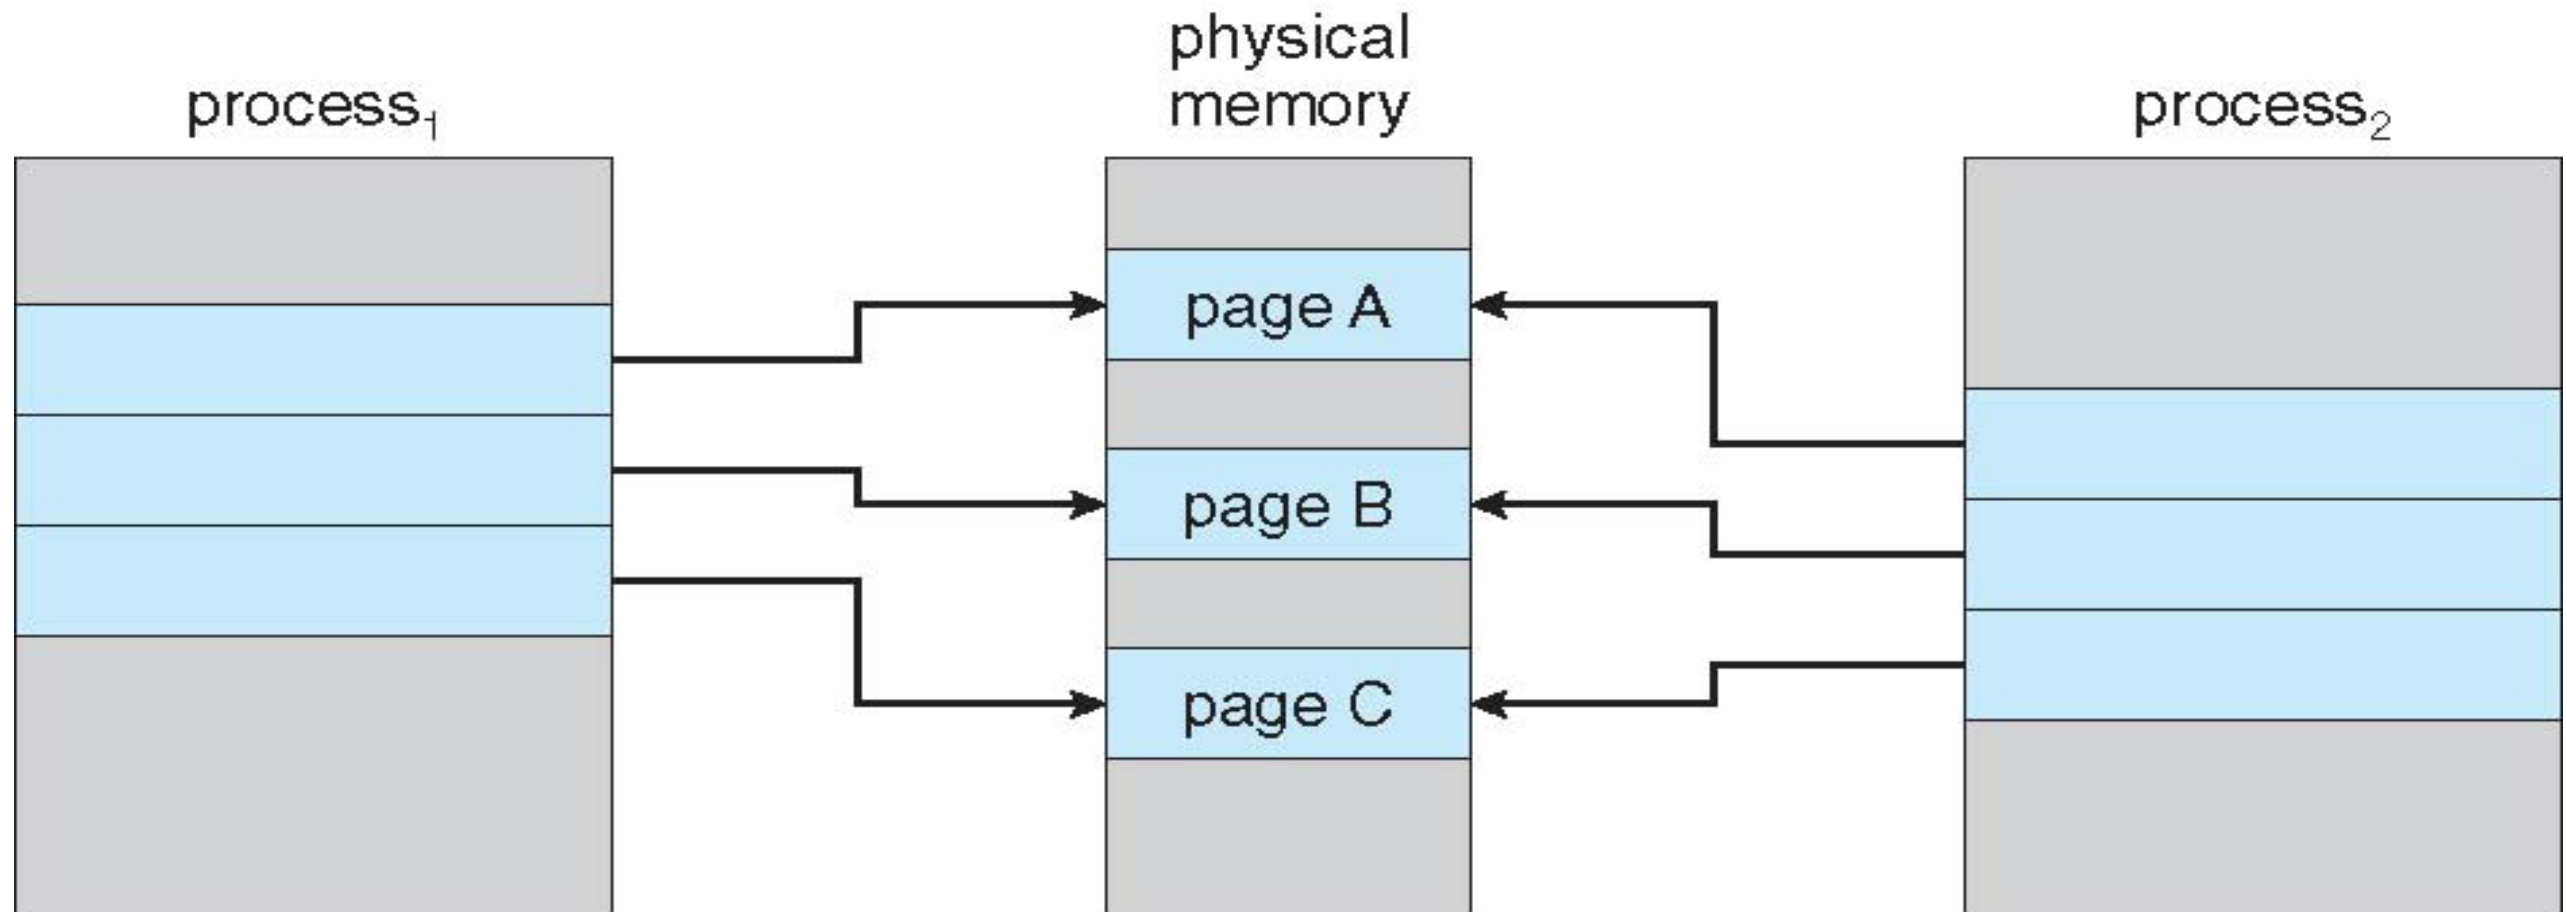 process₁
physical
memory
process₂
page A
page B
page C